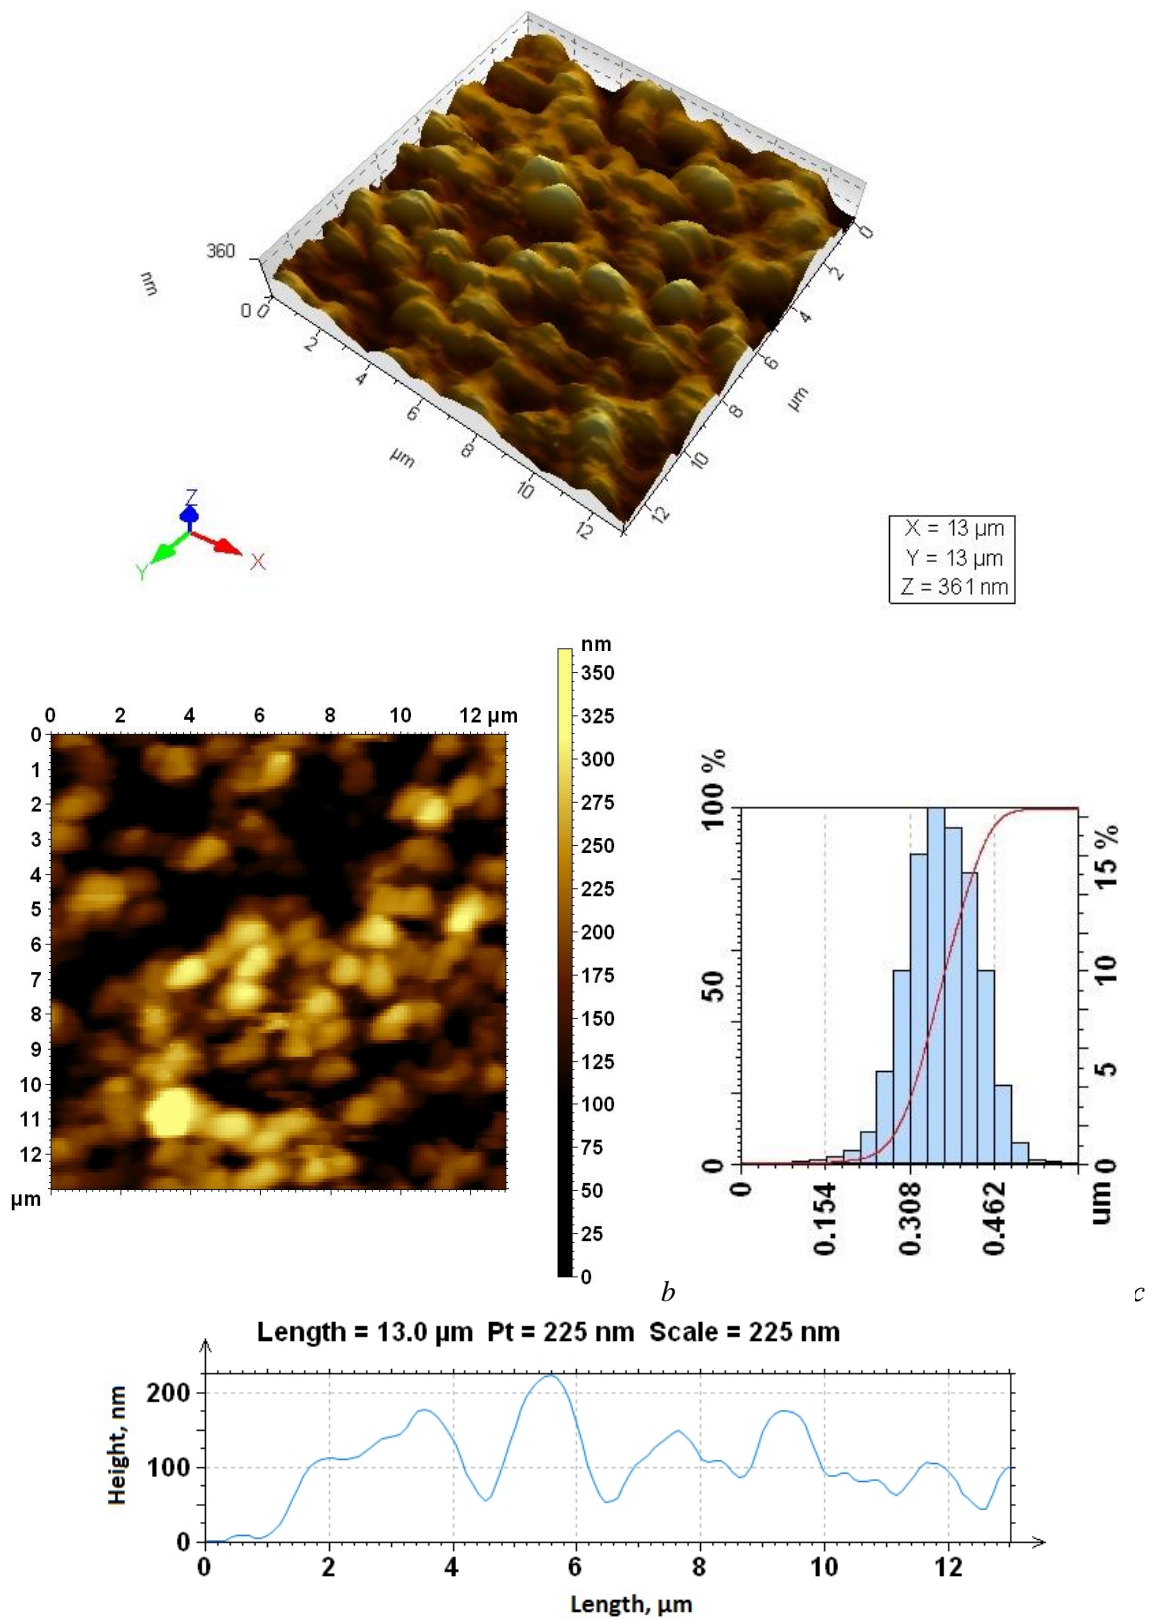 360
nm
0 0
2
4
6
8
10
12
µm
0
2
4
6
8
10
12
µm
Z
Y
X
X = 13 µm
Y = 13 µm
Z = 361 nm
nm
350
325
300
275
250
225
200
175
150
125
100
75
50
25
0
0 2 4 6 8 10 12 µm
0
1
2
3
4
5
6
7
8
9
10
11
12
µm
100 %
50
0
15 %
10
5
0
0 0.154 0.308 0.462 um
b
c
Length = 13.0 µm Pt = 225 nm Scale = 225 nm
Height, nm
200
100
0
0 2 4 6 8 10 12
Length, µm